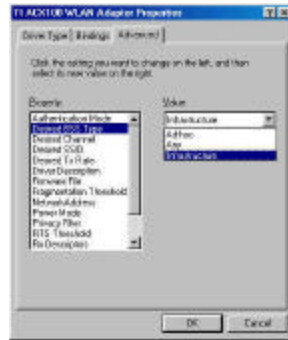 TI ACX100 WLAN Adapter Properties
Driver Type Bindings Advanced
Click the setting you want to change on the left, and then
select its new value on the right.
Property: Value:
Authentication Mode Infrastructure
Desired BSS Type Adhoc
Desired Channel Any
Desired SSID Infrastructure
Desired Tx Rate
Driver Description
Firmware File
Fragmentation Threshold
NetworkAddress
Power Mode
Privacy Filter
RTS Threshold
Rx Descriptors
OK Cancel